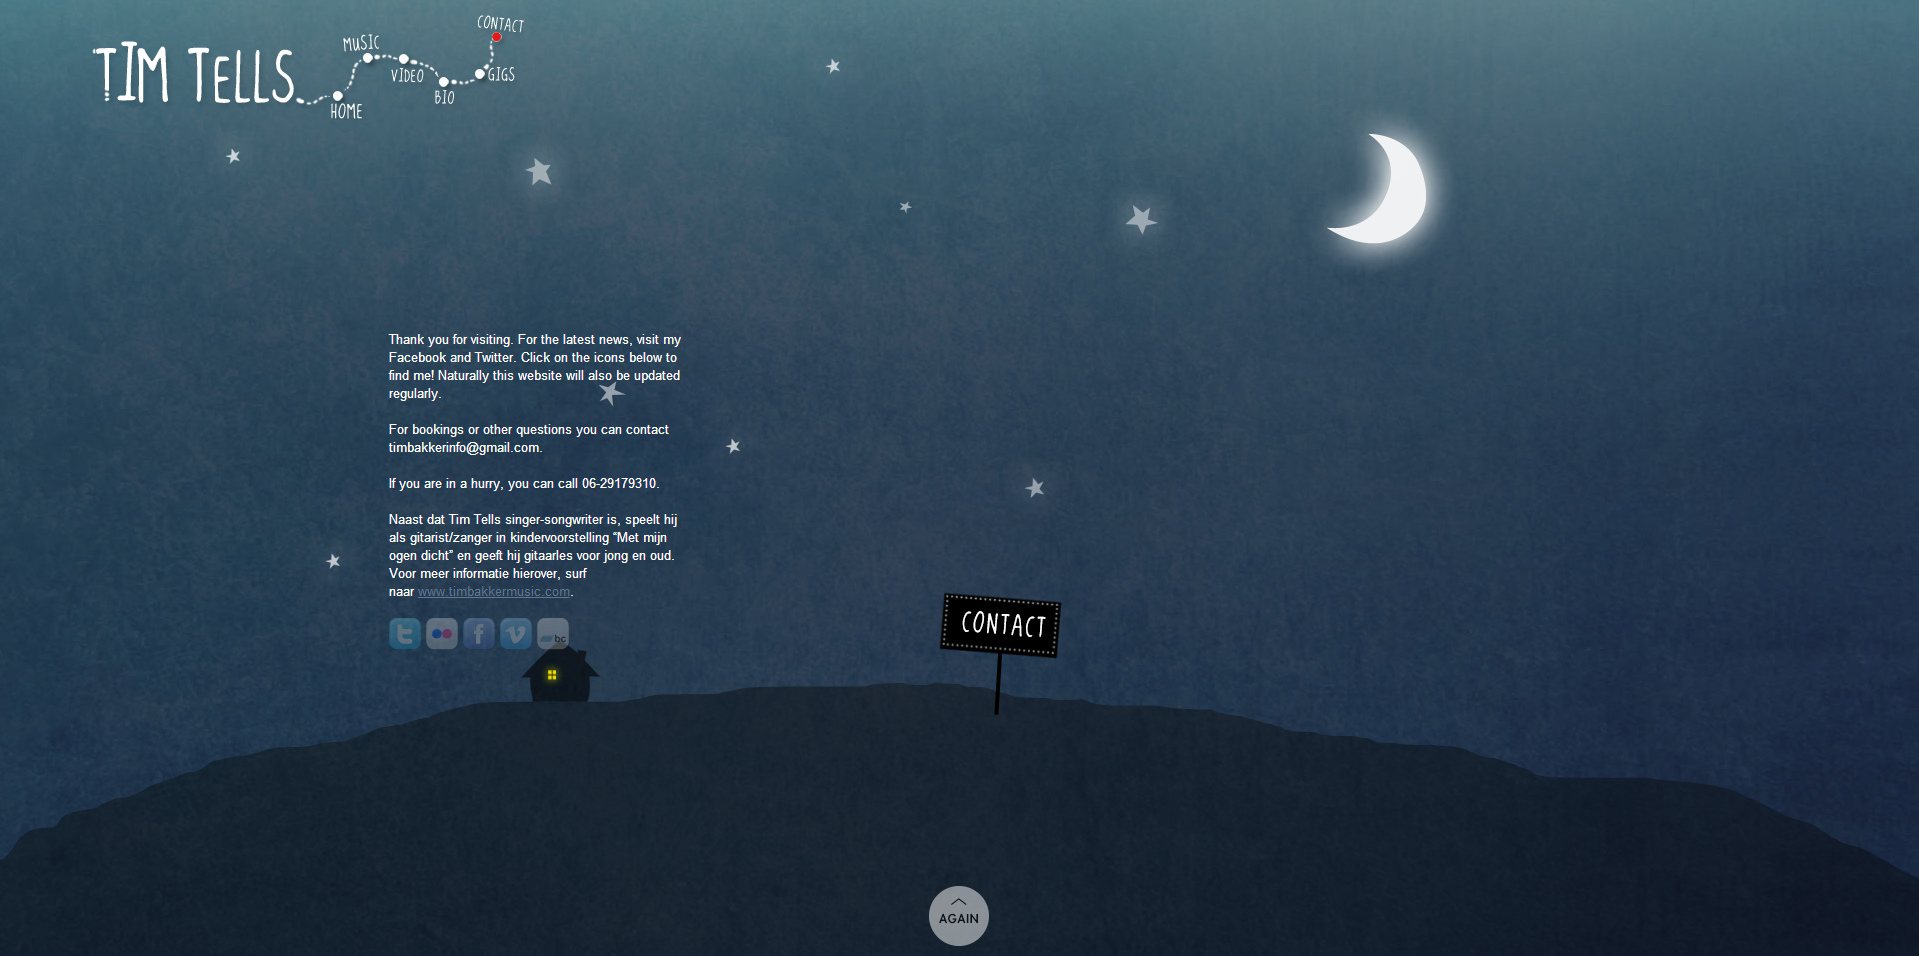 TIM TELLS
HOME
MUSIC
VIDEO
BIO
GIGS
CONTACT
Thank you for visiting. For the latest news, visit my
Facebook and Twitter. Click on the icons below to
find me! Naturally this website will also be updated
regularly.
For bookings or other questions you can contact
timbakkerinfo@gmail.com.
If you are in a hurry, you can call 06-29179310.
Naast dat Tim Tells singer-songwriter is, speelt hij
als gitarist/zanger in kindervoorstelling “Met mijn
ogen dicht” en geeft hij gitaarles voor jong en oud.
Voor meer informatie hierover, surf
naar www.timbakkermusic.com.
bc
CONTACT
AGAIN